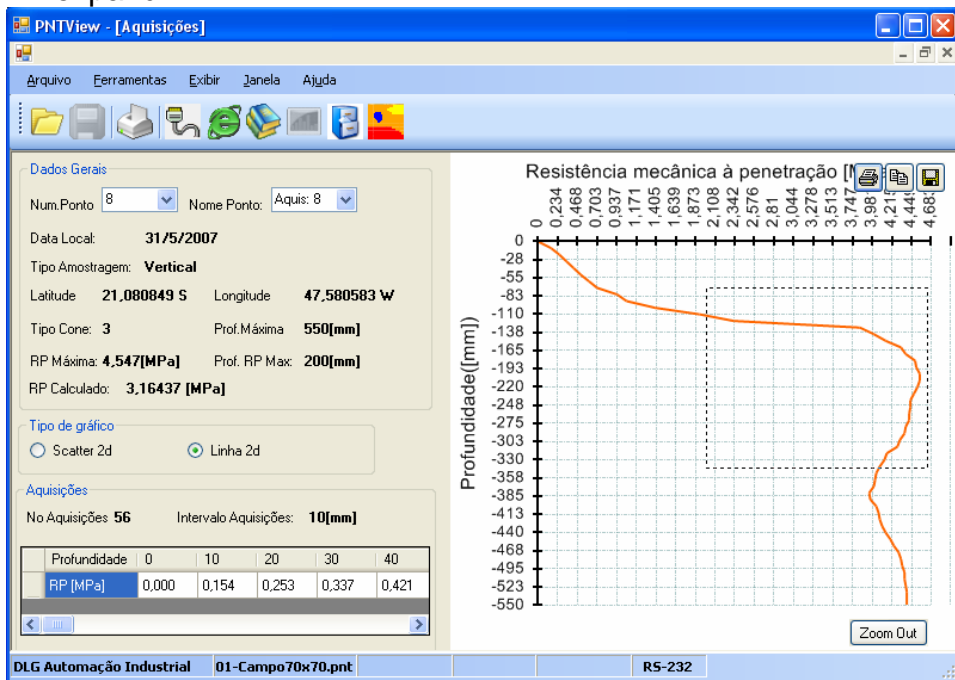 PNTView - [Aquisições]
Arquivo Ferramentas Exibir Janela Ajuda
Dados Gerais
Num.Ponto 8 Nome Ponto: Aquis: 8
Data Local: 31/5/2007
Tipo Amostragem: Vertical
Latitude 21,080849 S Longitude 47,580583 W
Tipo Cone: 3 Prof.Máxima 550[mm]
RP Máxima: 4,547[MPa] Prof. RP Max: 200[mm]
RP Calculado: 3,16437 [MPa]
Tipo de gráfico
Scatter 2d Linha 2d
Aquisições
No Aquisições 56 Intervalo Aquisições: 10[mm]
Profundidade 0 10 20 30 40
RP [MPa] 0,000 0,154 0,253 0,337 0,421
Resistência mecânica à penetração
0 0,234 0,468 0,703 0,937 1,171 1,405 1,639 1,873 2,108 2,342 2,576 2,81 3,044 3,278 3,513 3,747
Profundidade([mm])
0
-28
-55
-83
-110
-138
-165
-193
-220
-248
-275
-303
-330
-358
-385
-413
-440
-468
-495
-523
-550
Zoom Out
DLG Automação Industrial 01-Campo70x70.pnt RS-232